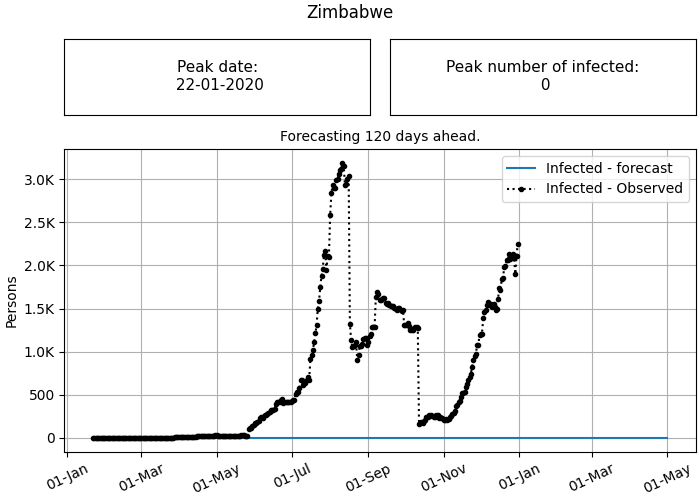 Zimbabwe
Peak date:
22-01-2020
Peak number of infected:
0
Forecasting 120 days ahead.
Infected - forecast
Infected - Observed
Persons
3.0K
2.5K
2.0K
1.5K
1.0K
500
0
01-Jan
01-Mar
01-May
01-Jul
01-Sep
01-Nov
01-Jan
01-Mar
01-May